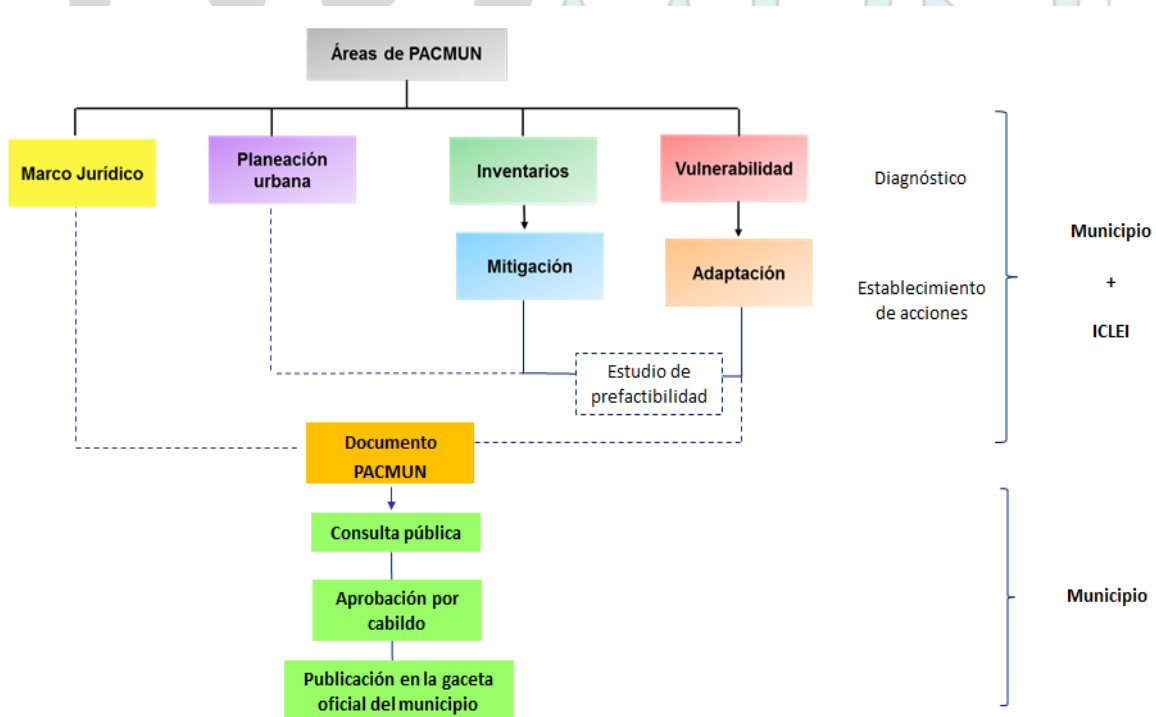 Áreas de PACMUN
Marco Jurídico
Planeación
urbana
Inventarios
Vulnerabilidad
Diagnóstico
Mitigación
Adaptación
Establecimiento
de acciones
Municipio
+
ICLEI
Estudio de
prefactibilidad
Documento
PACMUN
Consulta pública
Aprobación por
cabildo
Municipio
Publicación en la gaceta
oficial del municipio